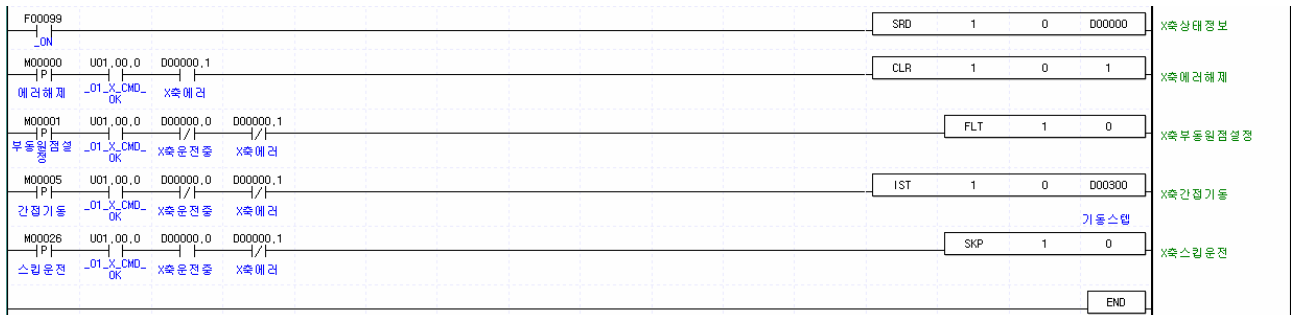 F00099 SRD 1 0 D00000 X축상태정보
_ON
M00000 U01,00,0 D00000,1 CLR 1 0 1 X축에러해제
P
에러해제 _01_X_CMD_OK X축에러
M00001 U01,00,0 D00000,0 D00000,1 FLT 1 0 X축부동원점설정
P
부동원점설정 _01_X_CMD_OK X축운전중 X축에러
M00005 U01,00,0 D00000,0 D00000,1 IST 1 0 D00300 X축간접기동
P
간접기동 _01_X_CMD_OK X축운전중 X축에러 기동스텝
M00026 U01,00,0 D00000,0 D00000,1 SKP 1 0 X축스킵운전
P
스킵운전 _01_X_CMD_OK X축운전중 X축에러
END